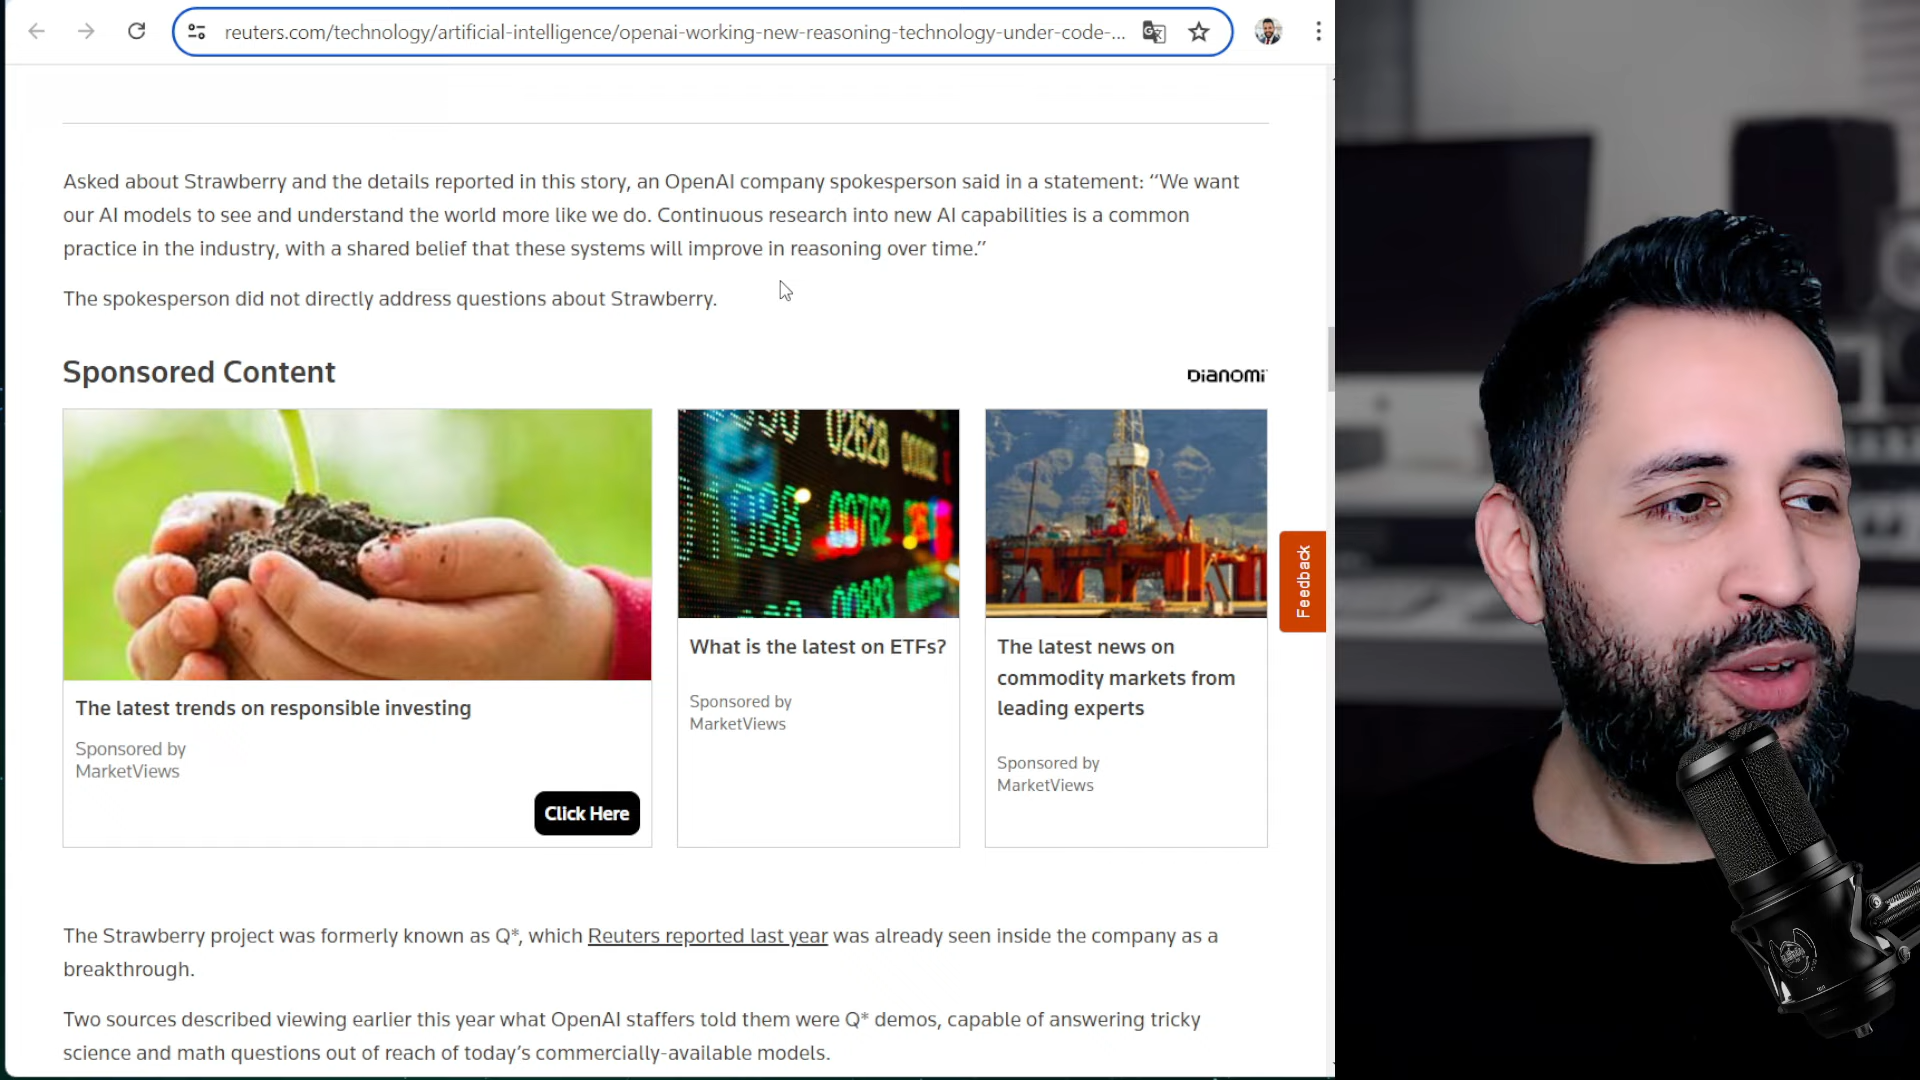 reuters.com/technology/artificial-intelligence/openai-working-new-reasoning-technology-under-code-...
Asked about Strawberry and the details reported in this story, an OpenAI company spokesperson said in a statement: “We want
our AI models to see and understand the world more like we do. Continuous research into new AI capabilities is a common
practice in the industry, with a shared belief that these systems will improve in reasoning over time.”
The spokesperson did not directly address questions about Strawberry.
Sponsored Content
DIANOMI
02628
00762
00883
The latest trends on responsible investing
Sponsored by
MarketViews
Click Here
What is the latest on ETFs?
Sponsored by
MarketViews
The latest news on
commodity markets from
leading experts
Sponsored by
MarketViews
Feedback
The Strawberry project was formerly known as Q*, which Reuters reported last year was already seen inside the company as a
breakthrough.
Two sources described viewing earlier this year what OpenAI staffers told them were Q* demos, capable of answering tricky
science and math questions out of reach of today’s commercially-available models.